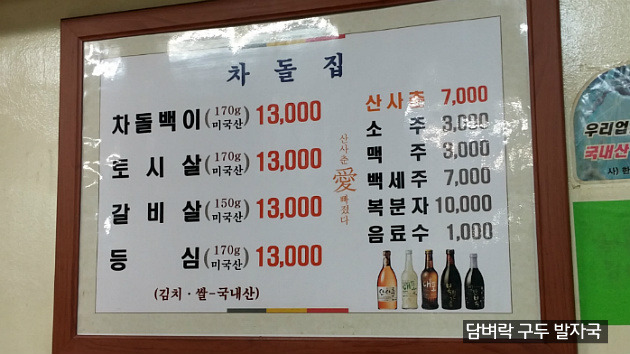 차돌집
차돌백이 (170g 미국산) 13,000
토시살 (170g 미국산) 13,000
갈비살 (150g 미국산) 13,000
등심 (170g 미국산) 13,000
(김치·쌀-국내산)
산사춘 愛 빠졌다
산사춘 7,000
소주 3,000
맥주 3,000
백세주 7,000
복분자 10,000
음료수 1,000
우리업
국내산
담벼락 구두 발자국